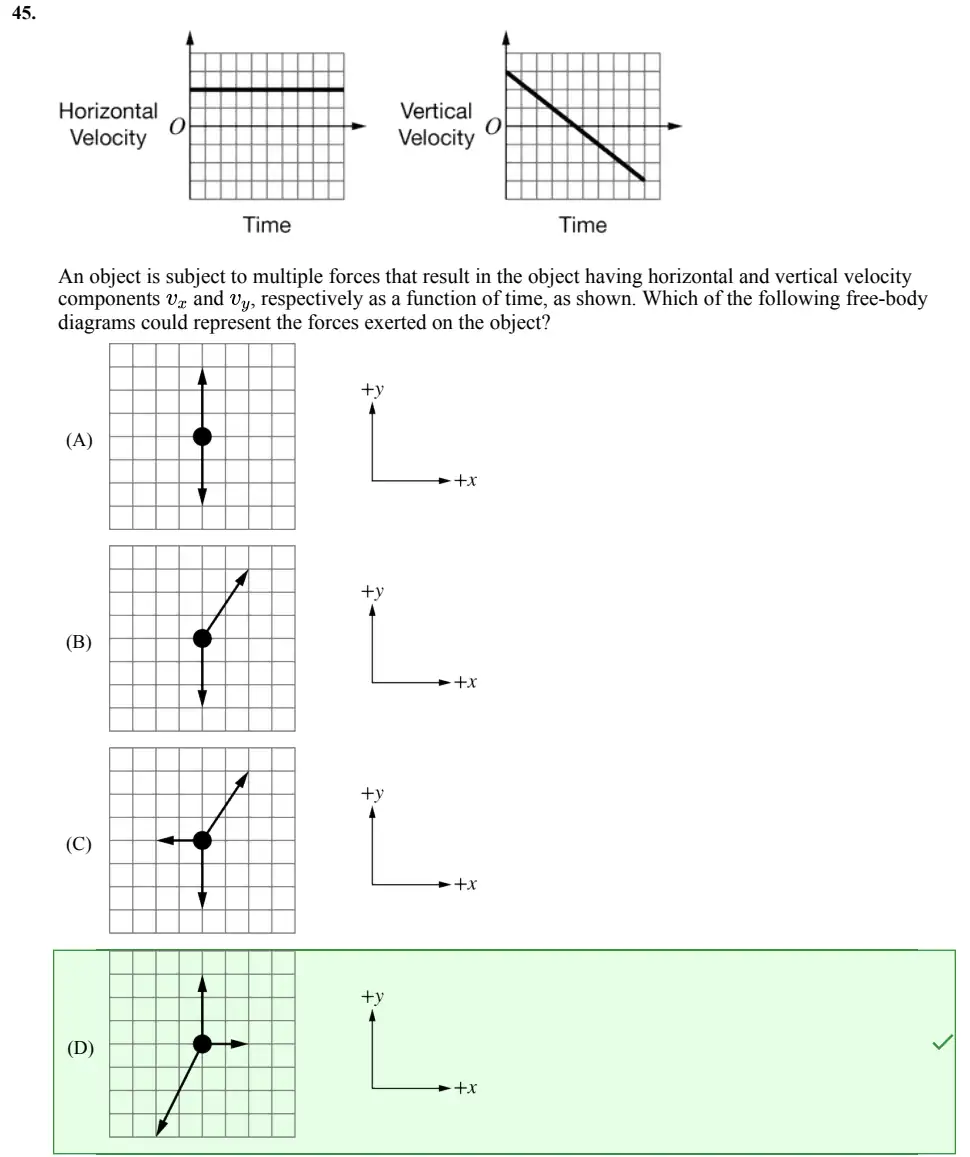 45.
Horizontal
Velocity
O
Time
Vertical
Velocity
O
Time
An object is subject to multiple forces that result in the object having horizontal and vertical velocity
components vₓ and v_y, respectively as a function of time, as shown. Which of the following free-body
diagrams could represent the forces exerted on the object?
(A)
+y
+x
(B)
+y
+x
(C)
+y
+x
(D)
+y
+x